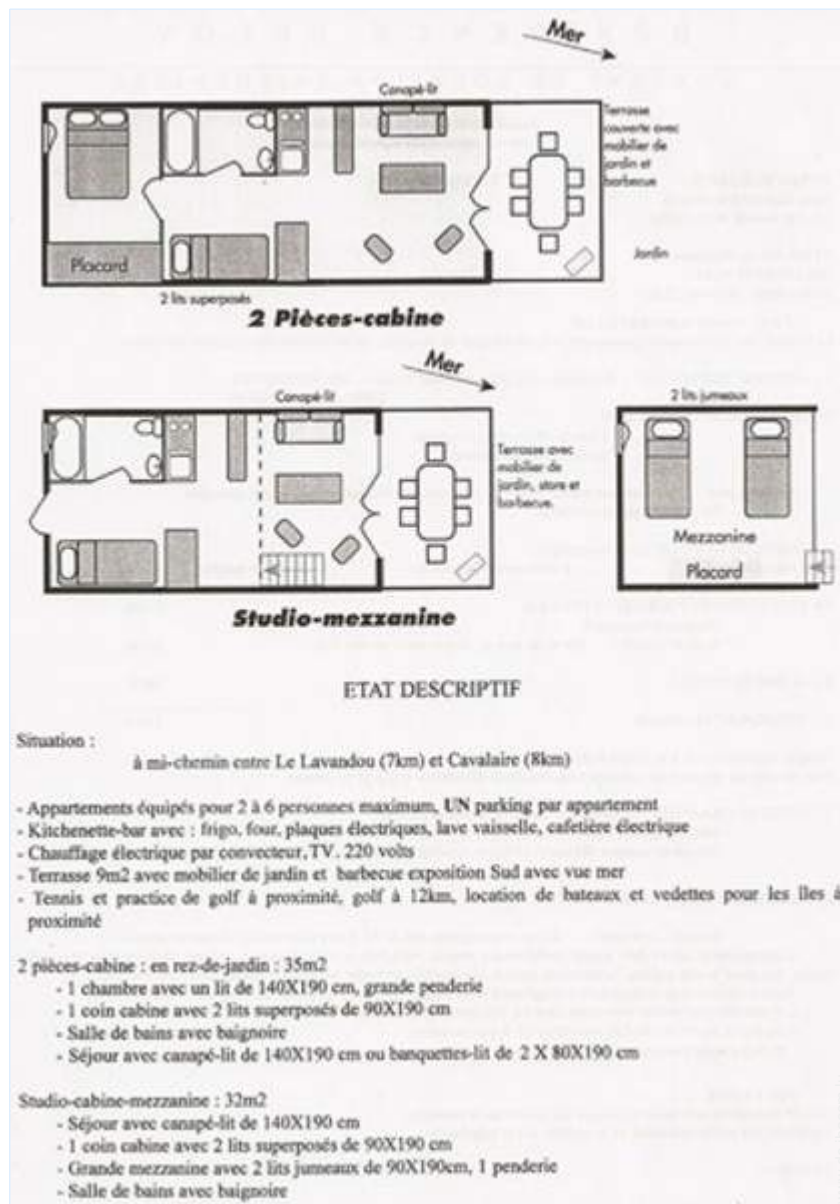 Mer
Canapé-lit
Terrasse
couverte avec
mobilier de
jardin et
barbecue
Placard
Jardin
2 lits superposés
2 Pièces-cabine
Mer
Canapé-lit
2 lits jumeaux
Terrasse avec
mobilier de
jardin, store et
barbecue.
Mezzanine
Placard
Studio-mezzanine
ETAT DESCRIPTIF
Situation :
à mi-chemin entre Le Lavandou (7km) et Cavalaire (8km)
- Appartements équipés pour 2 à 6 personnes maximum, UN parking par appartement
- Kitchenette-bar avec : frigo, four, plaques électriques, lave vaisselle, cafetière électrique
- Chauffage électrique par convecteur, TV. 220 volts
- Terrasse 9m2 avec mobilier de jardin et barbecue exposition Sud avec vue mer
- Tennis et practice de golf à proximité, golf à 12km, location de bateaux et vedettes pour les îles à
proximité
2 pièces-cabine : en rez-de-jardin : 35m2
- 1 chambre avec un lit de 140X190 cm, grande penderie
- 1 coin cabine avec 2 lits superposés de 90X190 cm
- Salle de bains avec baignoire
- Séjour avec canapé-lit de 140X190 cm ou banquettes-lit de 2 X 80X190 cm
Studio-cabine-mezzanine : 32m2
- Séjour avec canapé-lit de 140X190 cm
- 1 coin cabine avec 2 lits superposés de 90X190 cm
- Grande mezzanine avec 2 lits jumeaux de 90X190cm, 1 penderie
- Salle de bains avec baignoire